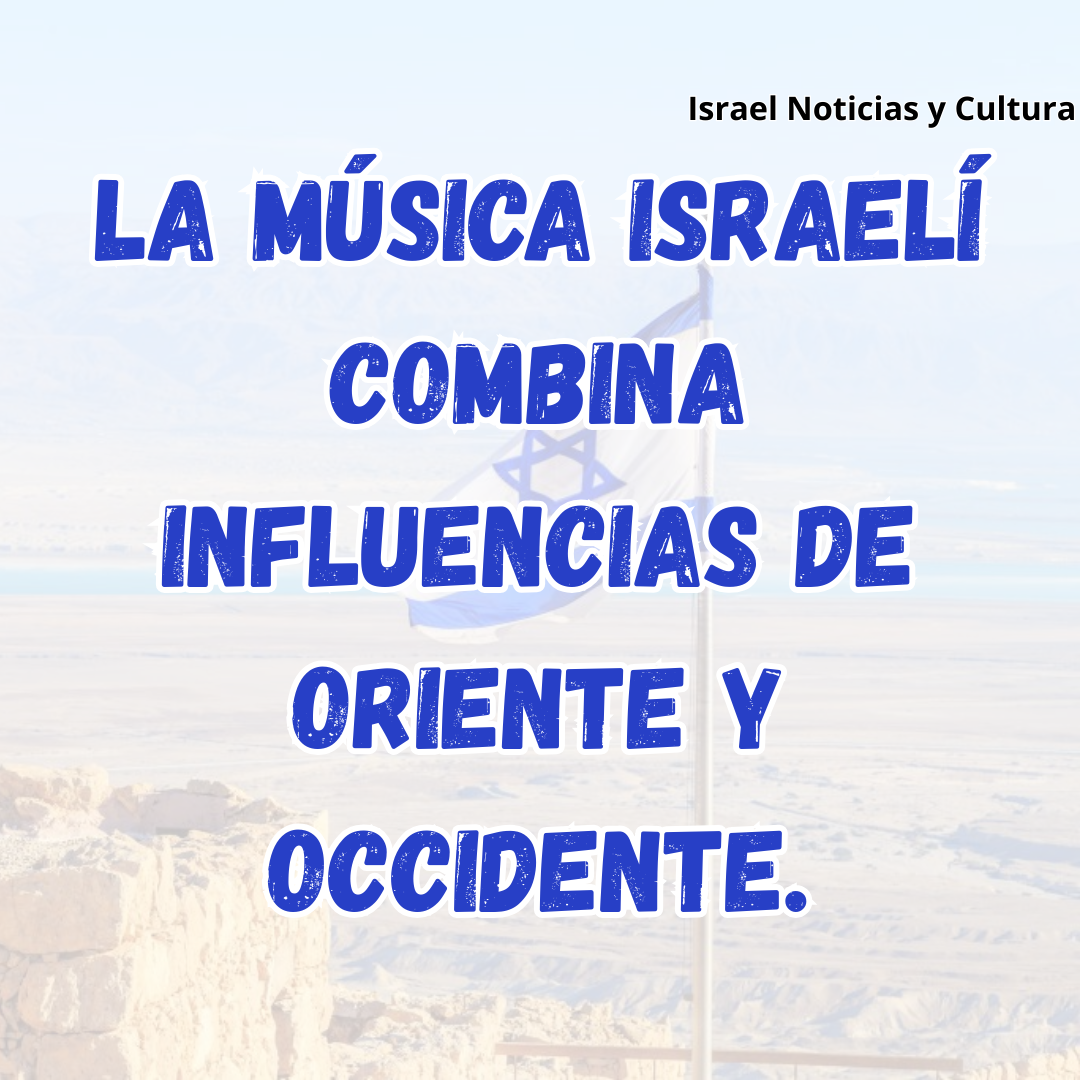 Israel Noticias y Cultura
LA MÚSICA ISRAELÍ
COMBINA
INFLUENCIAS DE
ORIENTE Y
OCCIDENTE.